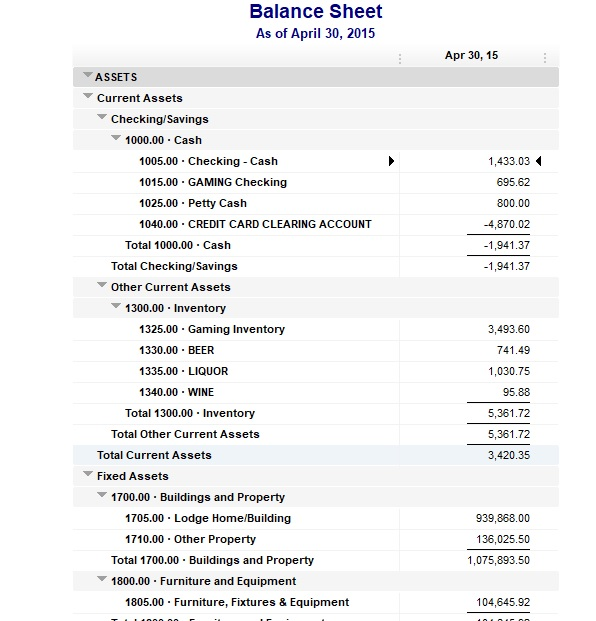 Balance Sheet
As of April 30, 2015
Apr 30, 15
ASSETS
Current Assets
Checking/Savings
1000.00 · Cash
1005.00 · Checking - Cash 1,433.03
1015.00 · GAMING Checking 695.62
1025.00 · Petty Cash 800.00
1040.00 · CREDIT CARD CLEARING ACCOUNT -4,870.02
Total 1000.00 · Cash -1,941.37
Total Checking/Savings -1,941.37
Other Current Assets
1300.00 · Inventory
1325.00 · Gaming Inventory 3,493.60
1330.00 · BEER 741.49
1335.00 · LIQUOR 1,030.75
1340.00 · WINE 95.88
Total 1300.00 · Inventory 5,361.72
Total Other Current Assets 5,361.72
Total Current Assets 3,420.35
Fixed Assets
1700.00 · Buildings and Property
1705.00 · Lodge Home/Building 939,868.00
1710.00 · Other Property 136,025.50
Total 1700.00 · Buildings and Property 1,075,893.50
1800.00 · Furniture and Equipment
1805.00 · Furniture, Fixtures & Equipment 104,645.92